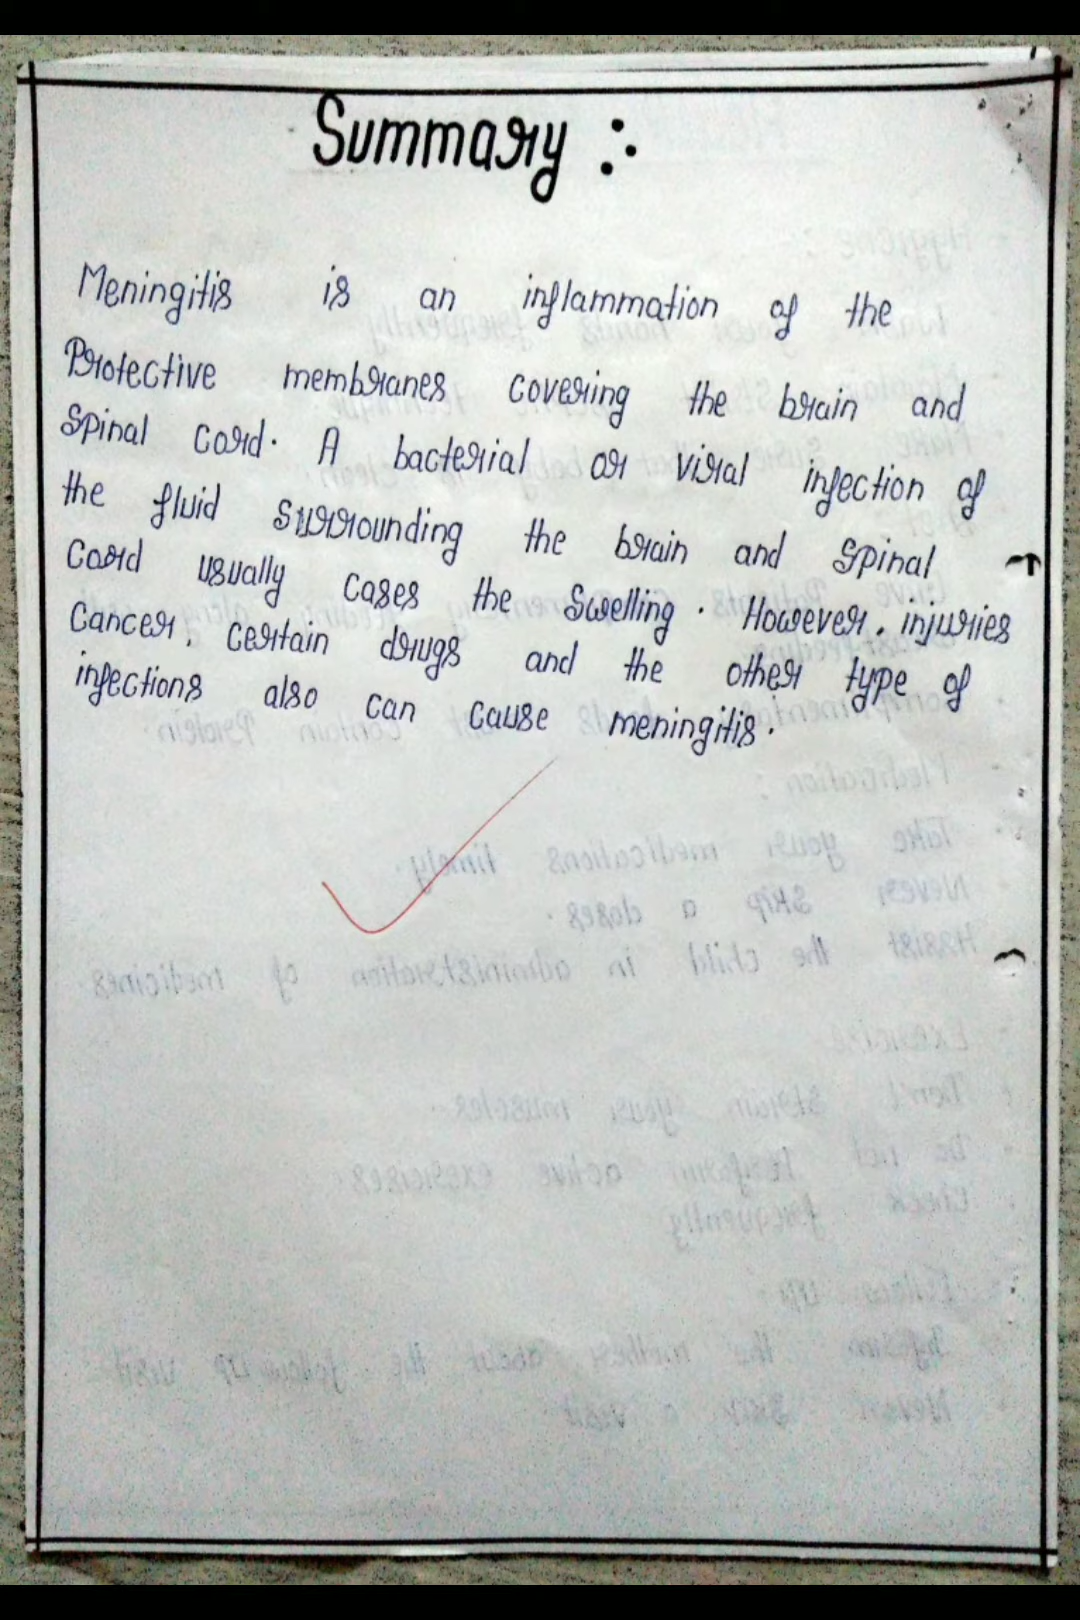 Summary :-
Meningitis is an inflammation of the
Protective membranes covering the brain and
Spinal cord. A bacterial or viral infection of
the fluid surrounding the brain and spinal
Coard usually cases the swelling. However, injuries
Cancer, certain drugs and the other type of
infections also can cause meningitis.